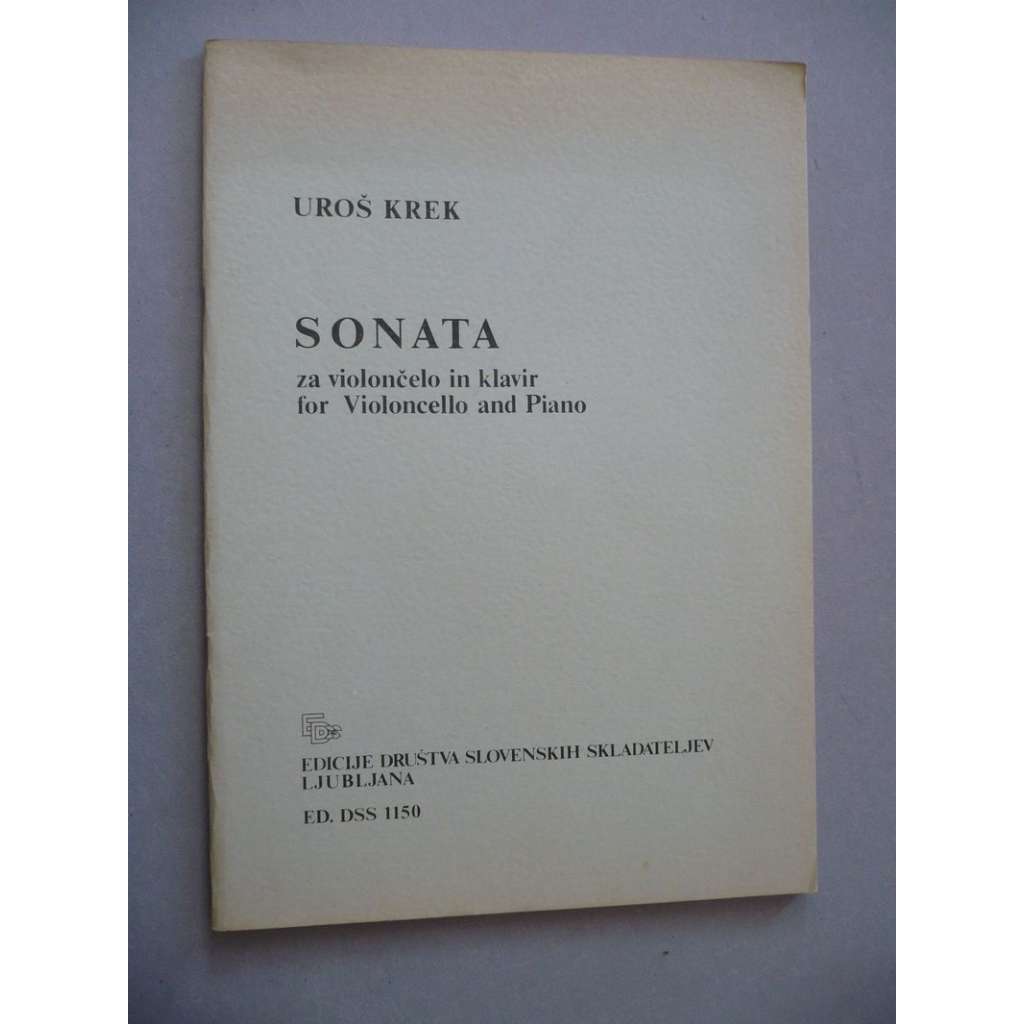 UROŠ KREK
SONATA
za violončelo in klavir
for Violoncello and Piano
EDSS
EDICIJE DRUŠTVA SLOVENSKIH SKLADATELJEV
LJUBLJANA
ED. DSS 1150